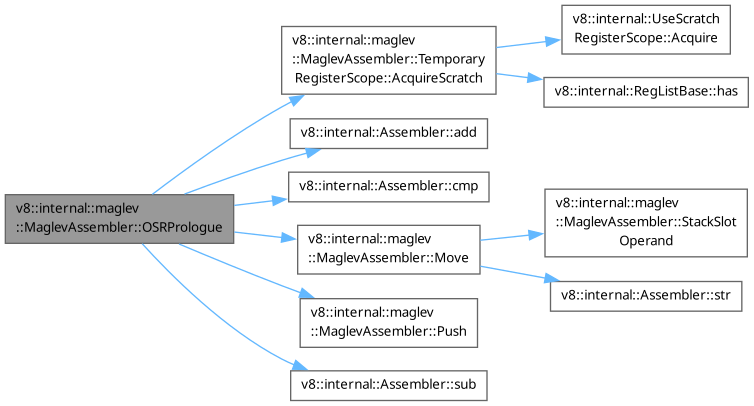 v8::internal::maglev
::MaglevAssembler::OSRPrologue
v8::internal::maglev
::MaglevAssembler::Temporary
RegisterScope::AcquireScratch
v8::internal::UseScratch
RegisterScope::Acquire
v8::internal::RegListBase::has
v8::internal::Assembler::add
v8::internal::Assembler::cmp
v8::internal::maglev
::MaglevAssembler::Move
v8::internal::maglev
::MaglevAssembler::StackSlot
Operand
v8::internal::Assembler::str
v8::internal::maglev
::MaglevAssembler::Push
v8::internal::Assembler::sub